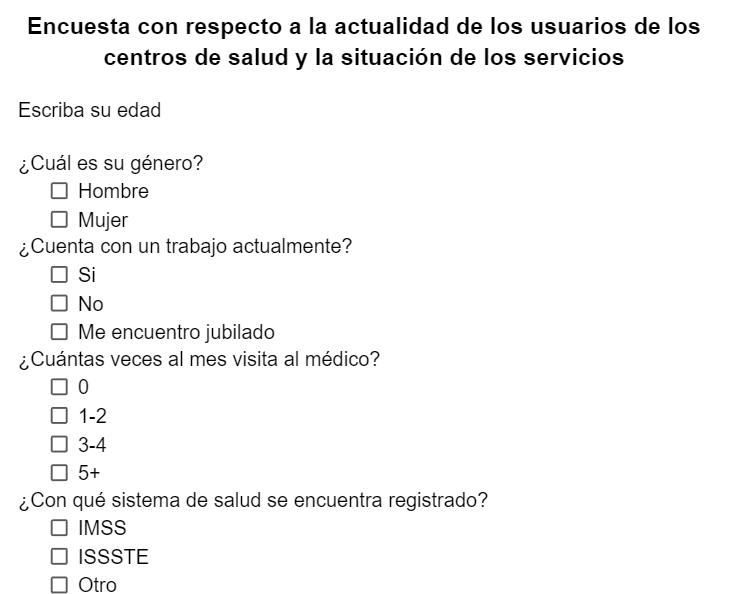 Encuesta con respecto a la actualidad de los usuarios de los
centros de salud y la situación de los servicios
Escriba su edad
¿Cuál es su género?
Hombre
Mujer
¿Cuenta con un trabajo actualmente?
Si
No
Me encuentro jubilado
¿Cuántas veces al mes visita al médico?
0
1-2
3-4
5+
¿Con qué sistema de salud se encuentra registrado?
IMSS
ISSSTE
Otro